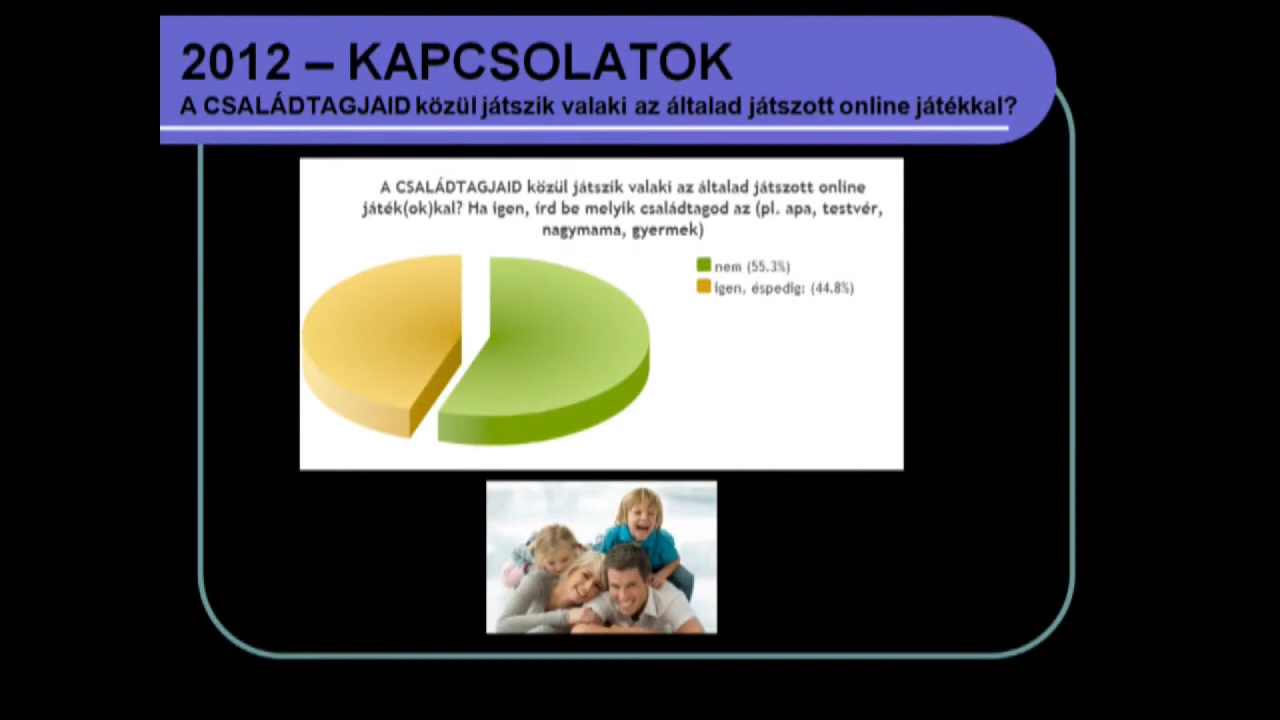 2012 – KAPCSOLATOK
A CSALÁDTAGJAID közül játszik valaki az általad játszott online játékkal?
A CSALÁDTAGJAID közül játszik valaki az általad játszott online
játék(ok)kal? Ha igen, írd be melyik családtagod az (pl. apa, testvér,
nagymama, gyermek)
nem (55.3%)
igen, éspedig: (44.8%)